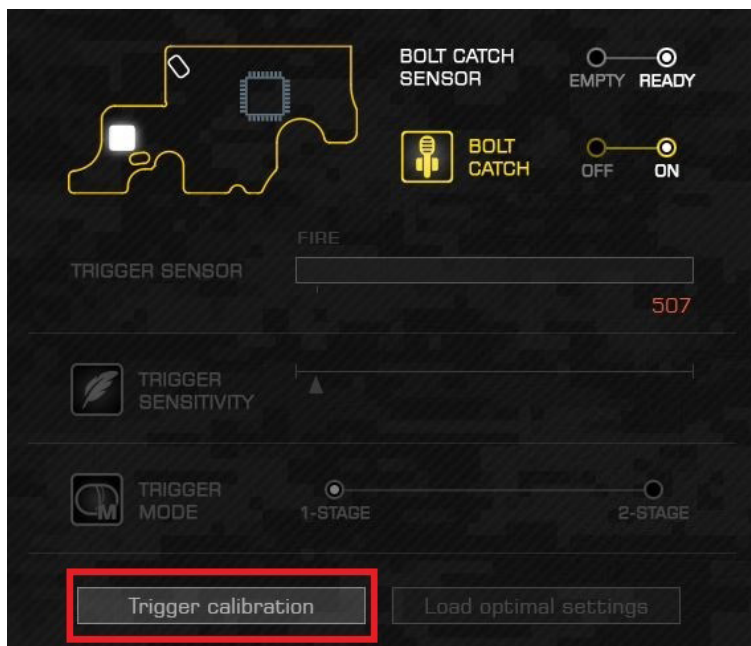 BOLT CATCH
SENSOR
EMPTY READY
BOLT
CATCH
OFF ON
FIRE
TRIGGER SENSOR
507
TRIGGER
SENSITIVITY
M
TRIGGER
MODE
1-STAGE 2-STAGE
Trigger calibration Load optimal settings